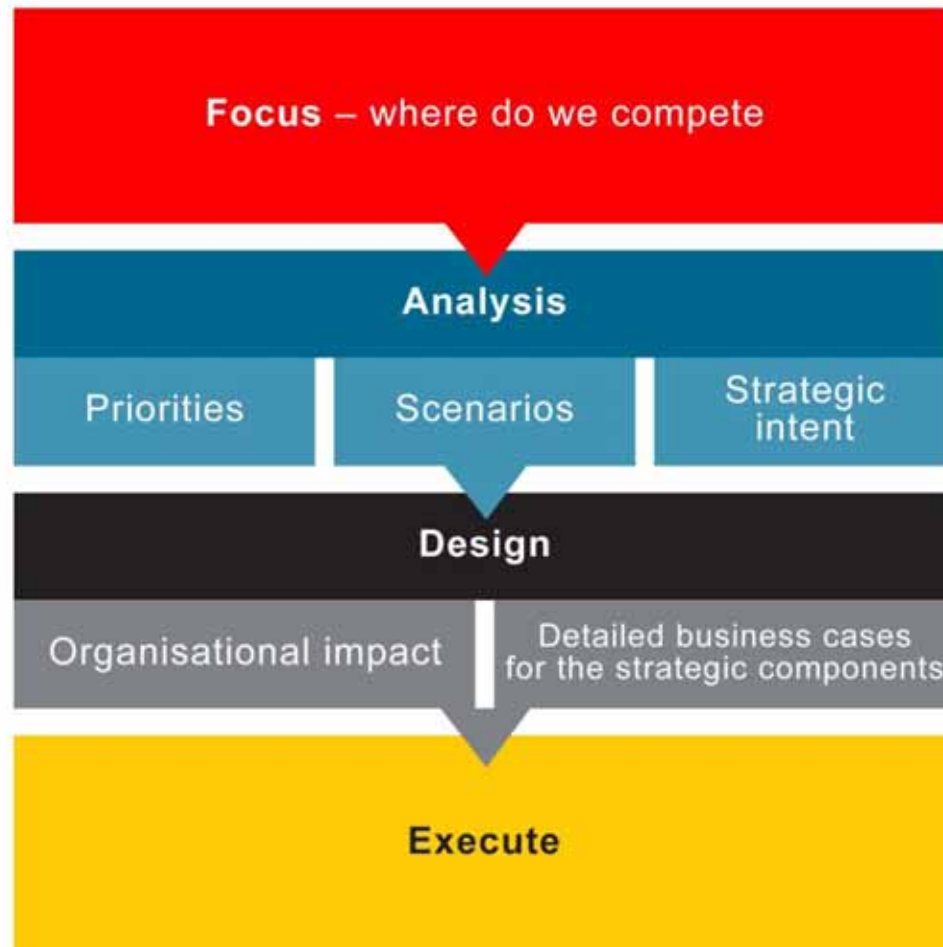 Focus – where do we compete
Analysis
Priorities
Scenarios
Strategic
intent
Design
Organisational impact
Detailed business cases
for the strategic components
Execute